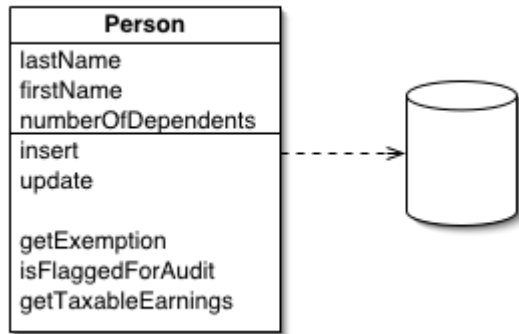 Person
lastName
firstName
numberOfDependents
insert
update
getExemption
isFlaggedForAudit
getTaxableEarnings